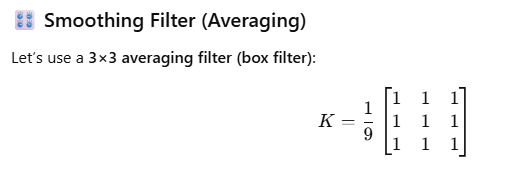 Smoothing Filter (Averaging)
Let's use a 3×3 averaging filter (box filter):
K = 1/9 [1 1 1
1 1 1
1 1 1]